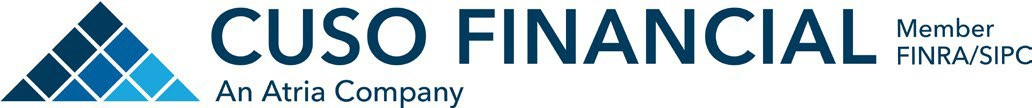 CUSO FINANCIAL
Member
FINRA/SIPC
An Atria Company